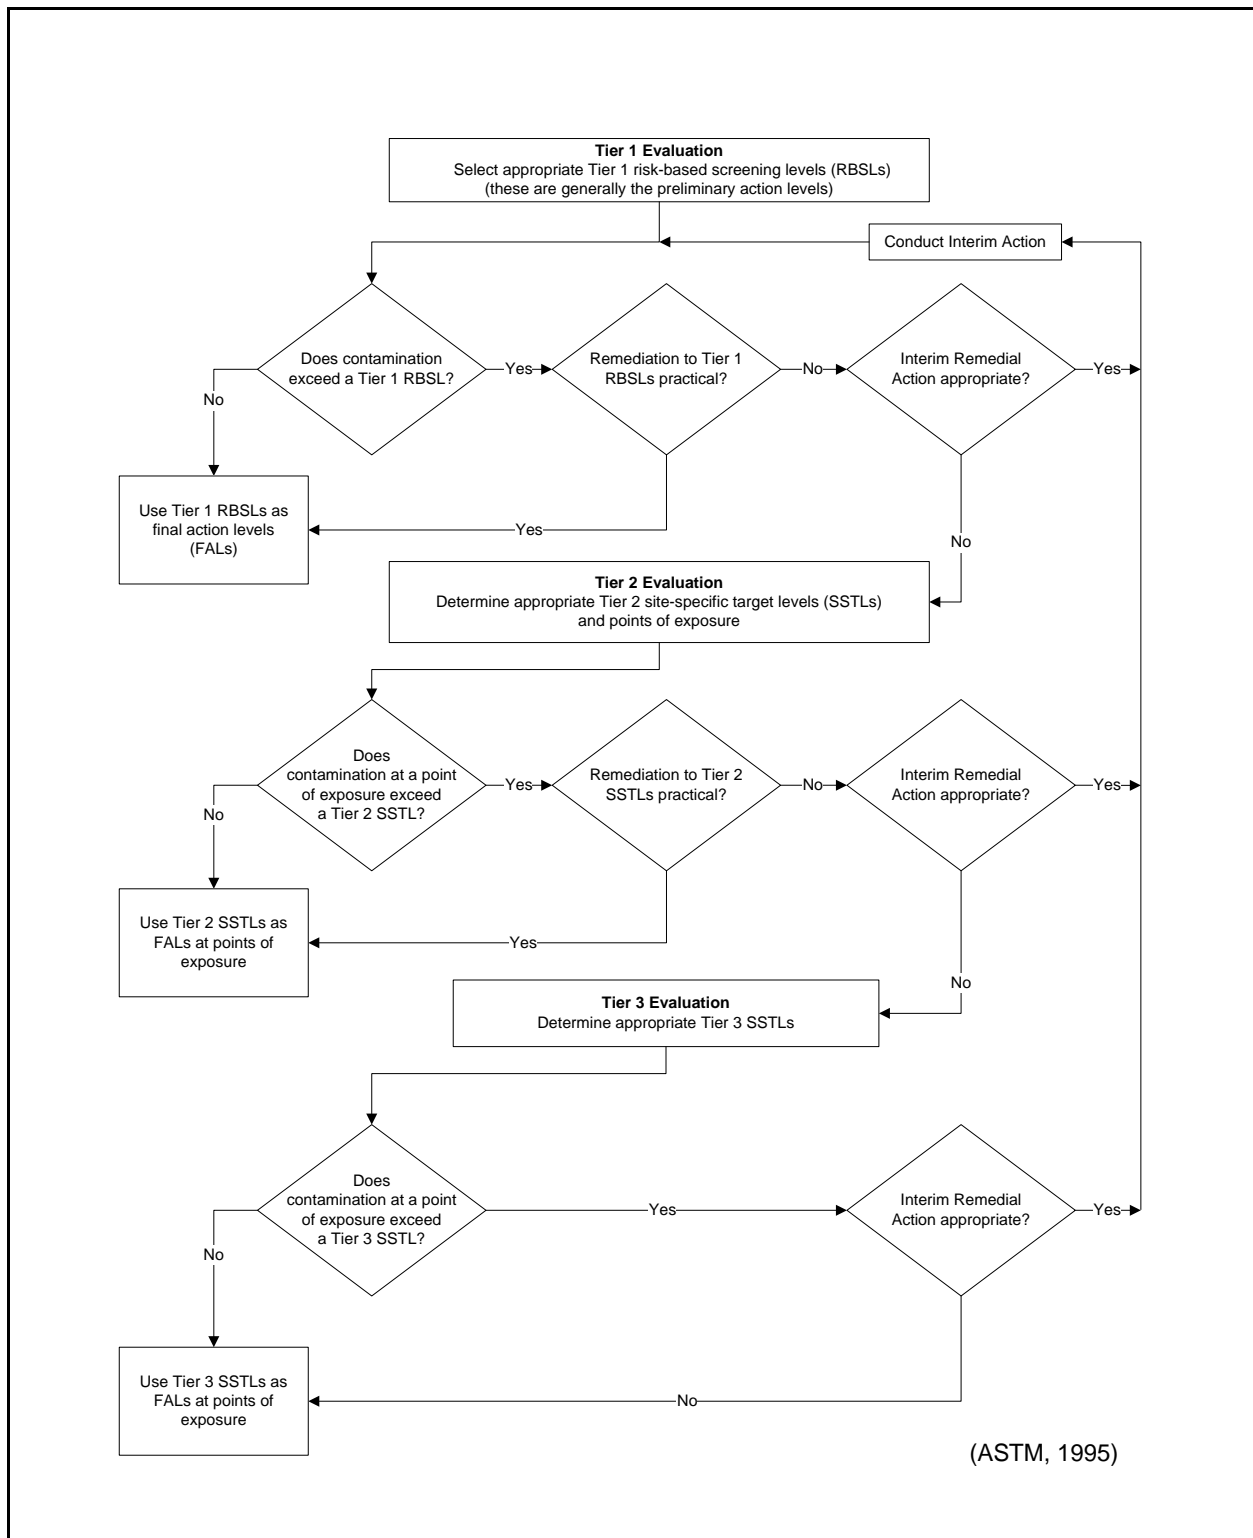 Tier 1 Evaluation
Select appropriate Tier 1 risk-based screening levels (RBSLs)
(these are generally the preliminary action levels)
Conduct Interim Action
Does contamination
exceed a Tier 1 RBSL?
Yes
Remediation to Tier 1
RBSLs practical?
No
Interim Remedial
Action appropriate?
Yes
No
Use Tier 1 RBSLs as
final action levels
(FALs)
Yes
No
Tier 2 Evaluation
Determine appropriate Tier 2 site-specific target levels (SSTLs)
and points of exposure
Does
contamination at a point
of exposure exceed
a Tier 2 SSTL?
Yes
Remediation to Tier 2
SSTLs practical?
No
Interim Remedial
Action appropriate?
Yes
No
Use Tier 2 SSTLs as
FALs at points of
exposure
Yes
No
Tier 3 Evaluation
Determine appropriate Tier 3 SSTLs
Does
contamination at a point
of exposure exceed
a Tier 3 SSTL?
Yes
Interim Remedial
Action appropriate?
Yes
No
Use Tier 3 SSTLs as
FALs at points of
exposure
No
(ASTM, 1995)